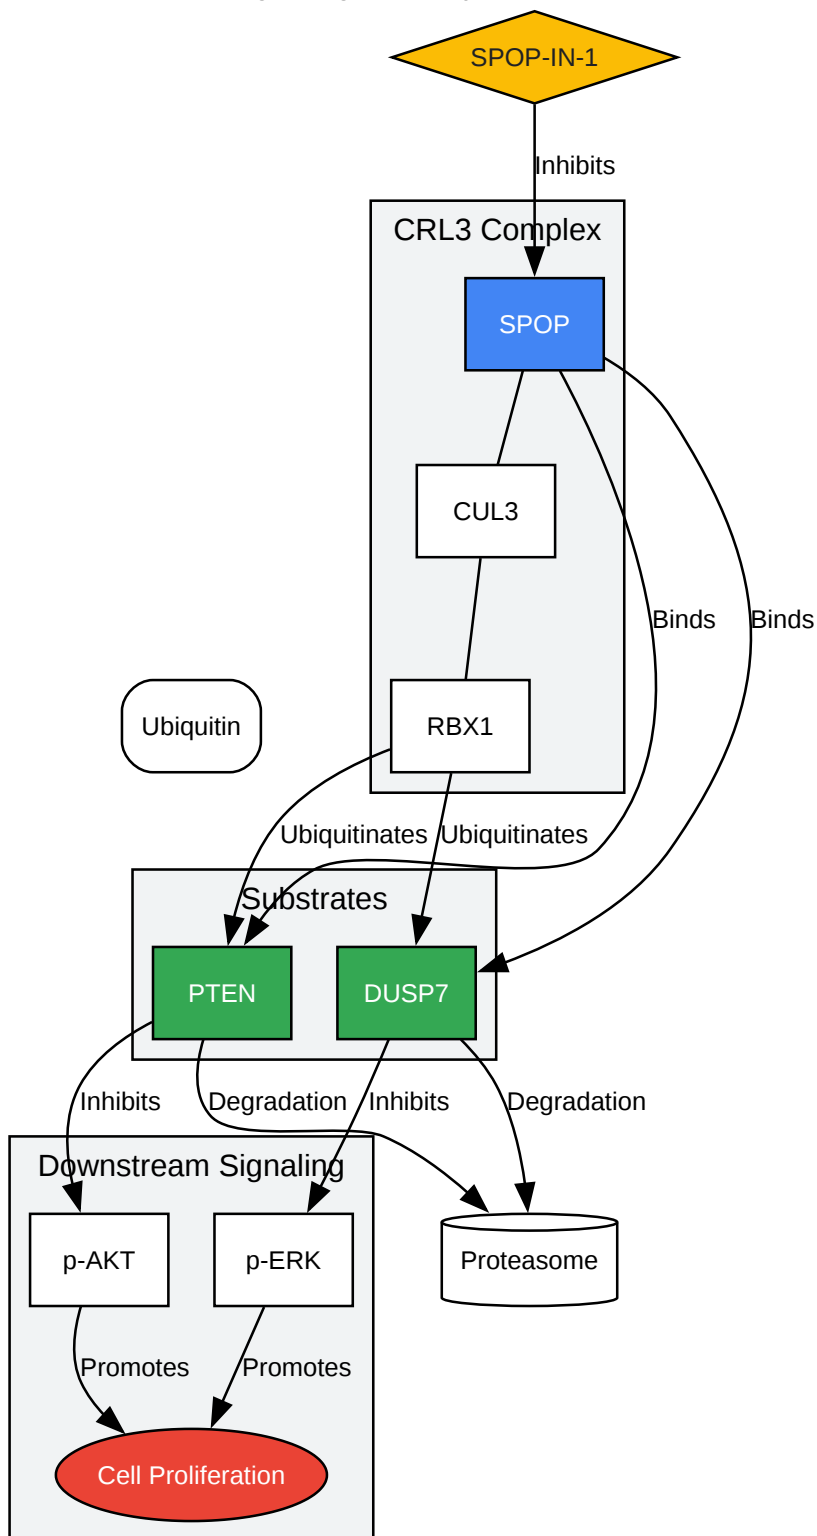 SPOP-IN-1
Inhibits
CRL3 Complex
SPOP
CUL3
Binds
Binds
Ubiquitin
RBX1
Ubiquitinates
Ubiquitinates
Substrates
PTEN
DUSP7
Inhibits
Degradation
Inhibits
Degradation
Downstream Signaling
p-AKT
p-ERK
Proteasome
Promotes
Promotes
Cell Proliferation